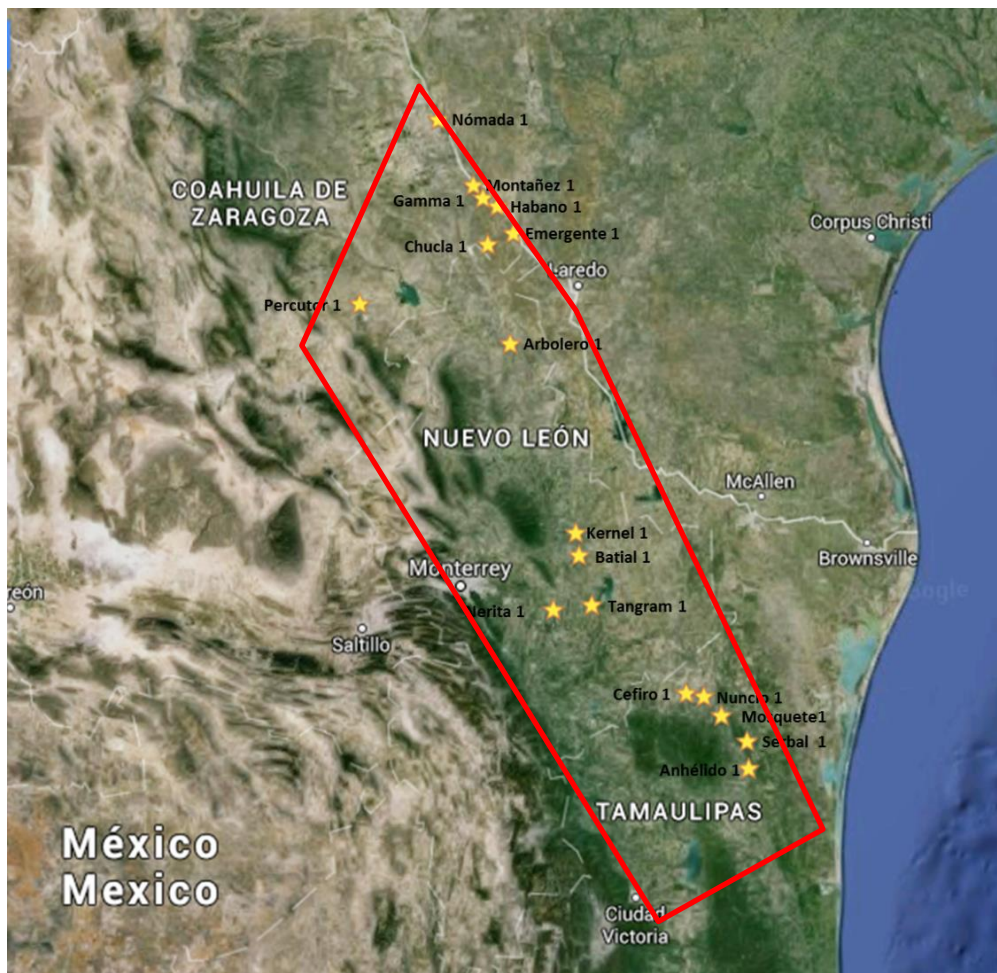 Nómada 1
COAHUILA DE
ZARAGOZA
Montañez 1
Gamma 1
Habano 1
Corpus Christi
Emergente 1
Chucla 1
Laredo
Percutor 1
Arbolero 1
NUEVO LEÓN
McAllen
Kernel 1
Batial 1
Brownsville
Monterrey
reón
Nerita 1
Tangram 1
Saltillo
Cefiro 1
Nuncio 1
Mosquete1
Serbal 1
Anhélido 1
TAMAULIPAS
México
Mexico
Ciudad
Victoria